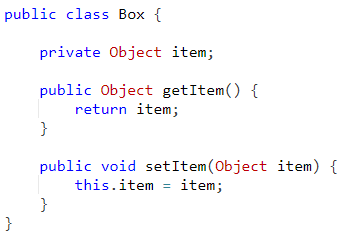 public class Box {
    private Object item;
    public Object getItem() {
        return item;
    }
    public void setItem(Object item) {
        this.item = item;
    }
}